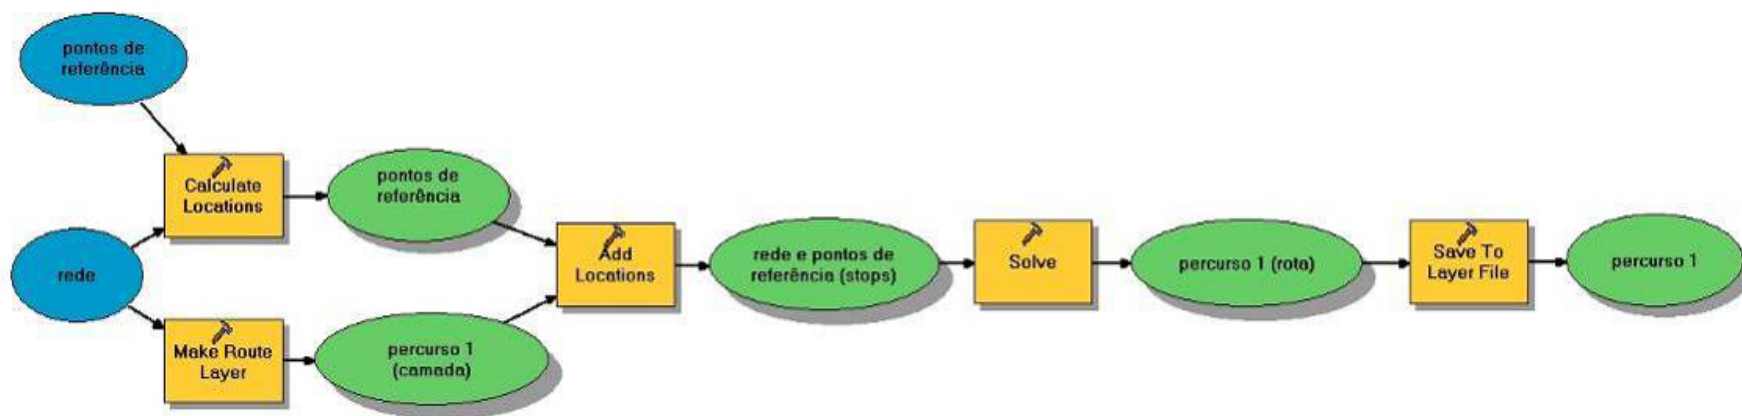 pontos de
referência
Calculate
Locations
pontos de
referência
rede
Make Route
Layer
percurso 1
(camada)
Add
Locations
rede e pontos de
referência (stops)
Solve
percurso 1 (rota)
Save To
Layer File
percurso 1